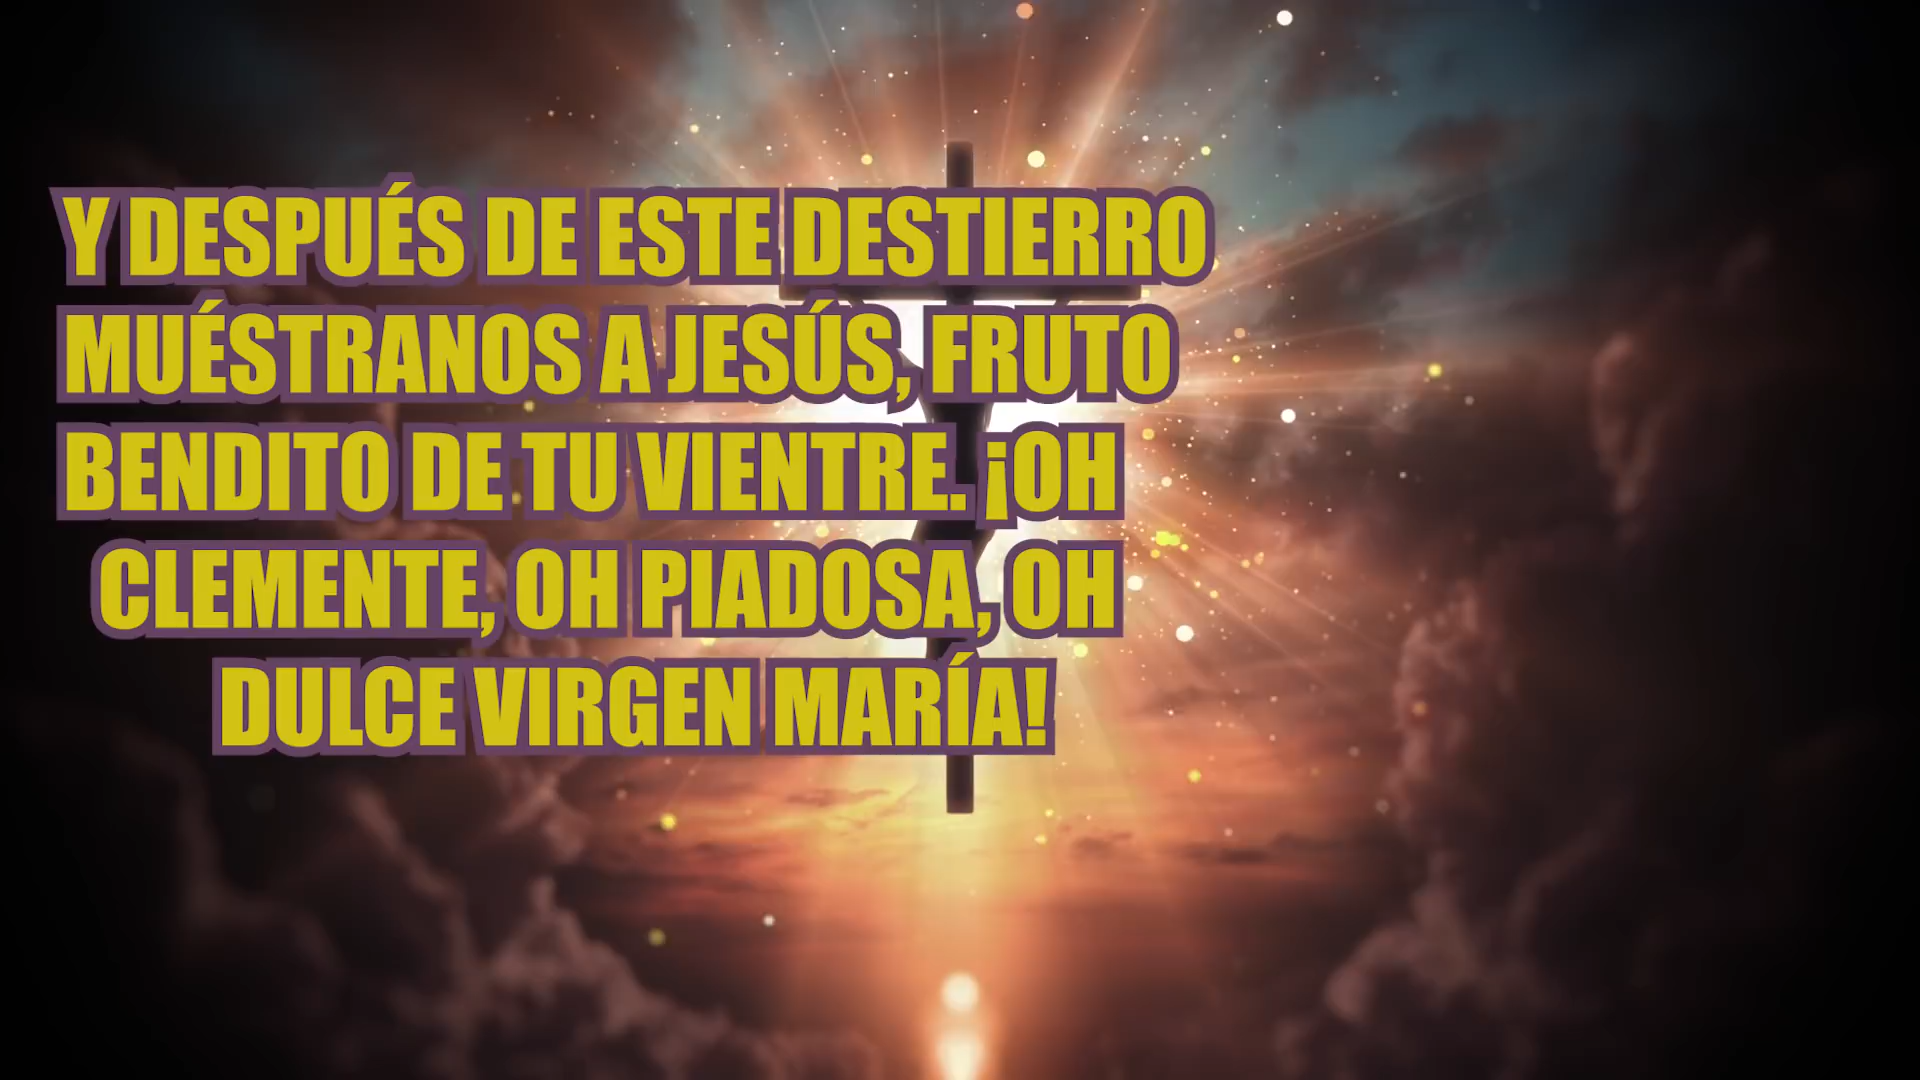 Y DESPUÉS DE ESTE DESTIERRO
MUÉSTRANOS A JESÚS, FRUTO
BENDITO DE TU VIENTRE. ¡OH
CLEMENTE, OH PIADOSA, OH
DULCE VIRGEN MARÍA!